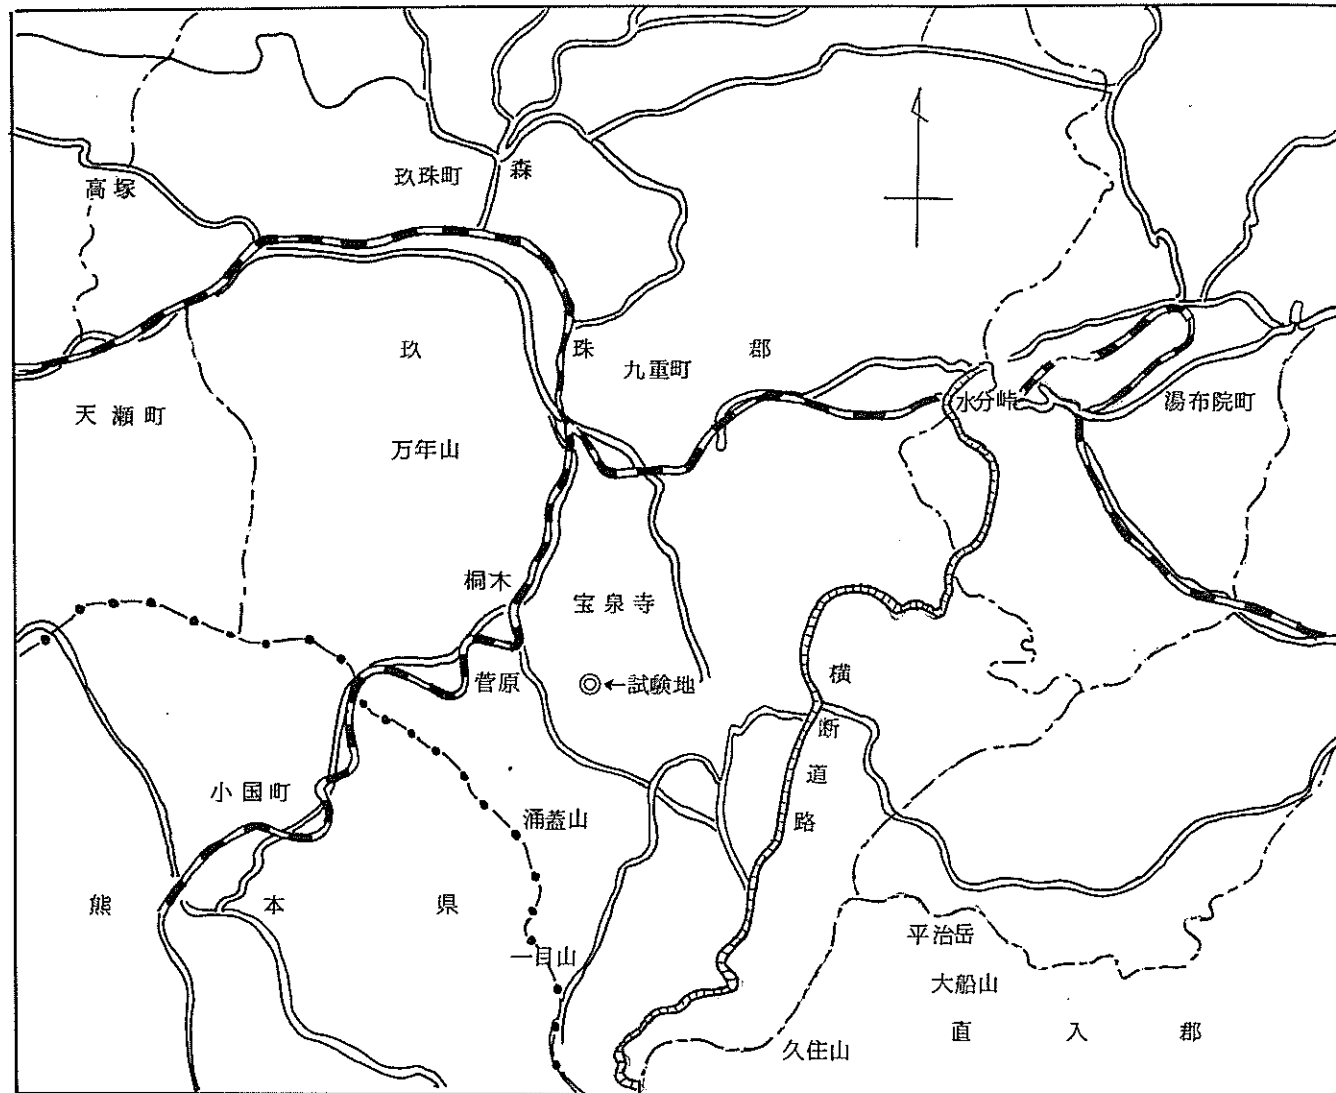 玖珠町
森
高塚
玖珠郡
九重町
水分峠
湯布院町
天瀬町
万年山
桐木
宝泉寺
菅原
◎←試験地
横断道路
小国町
涌蓋山
熊本県
一目山
平治岳
大船山
直入郡
久住山